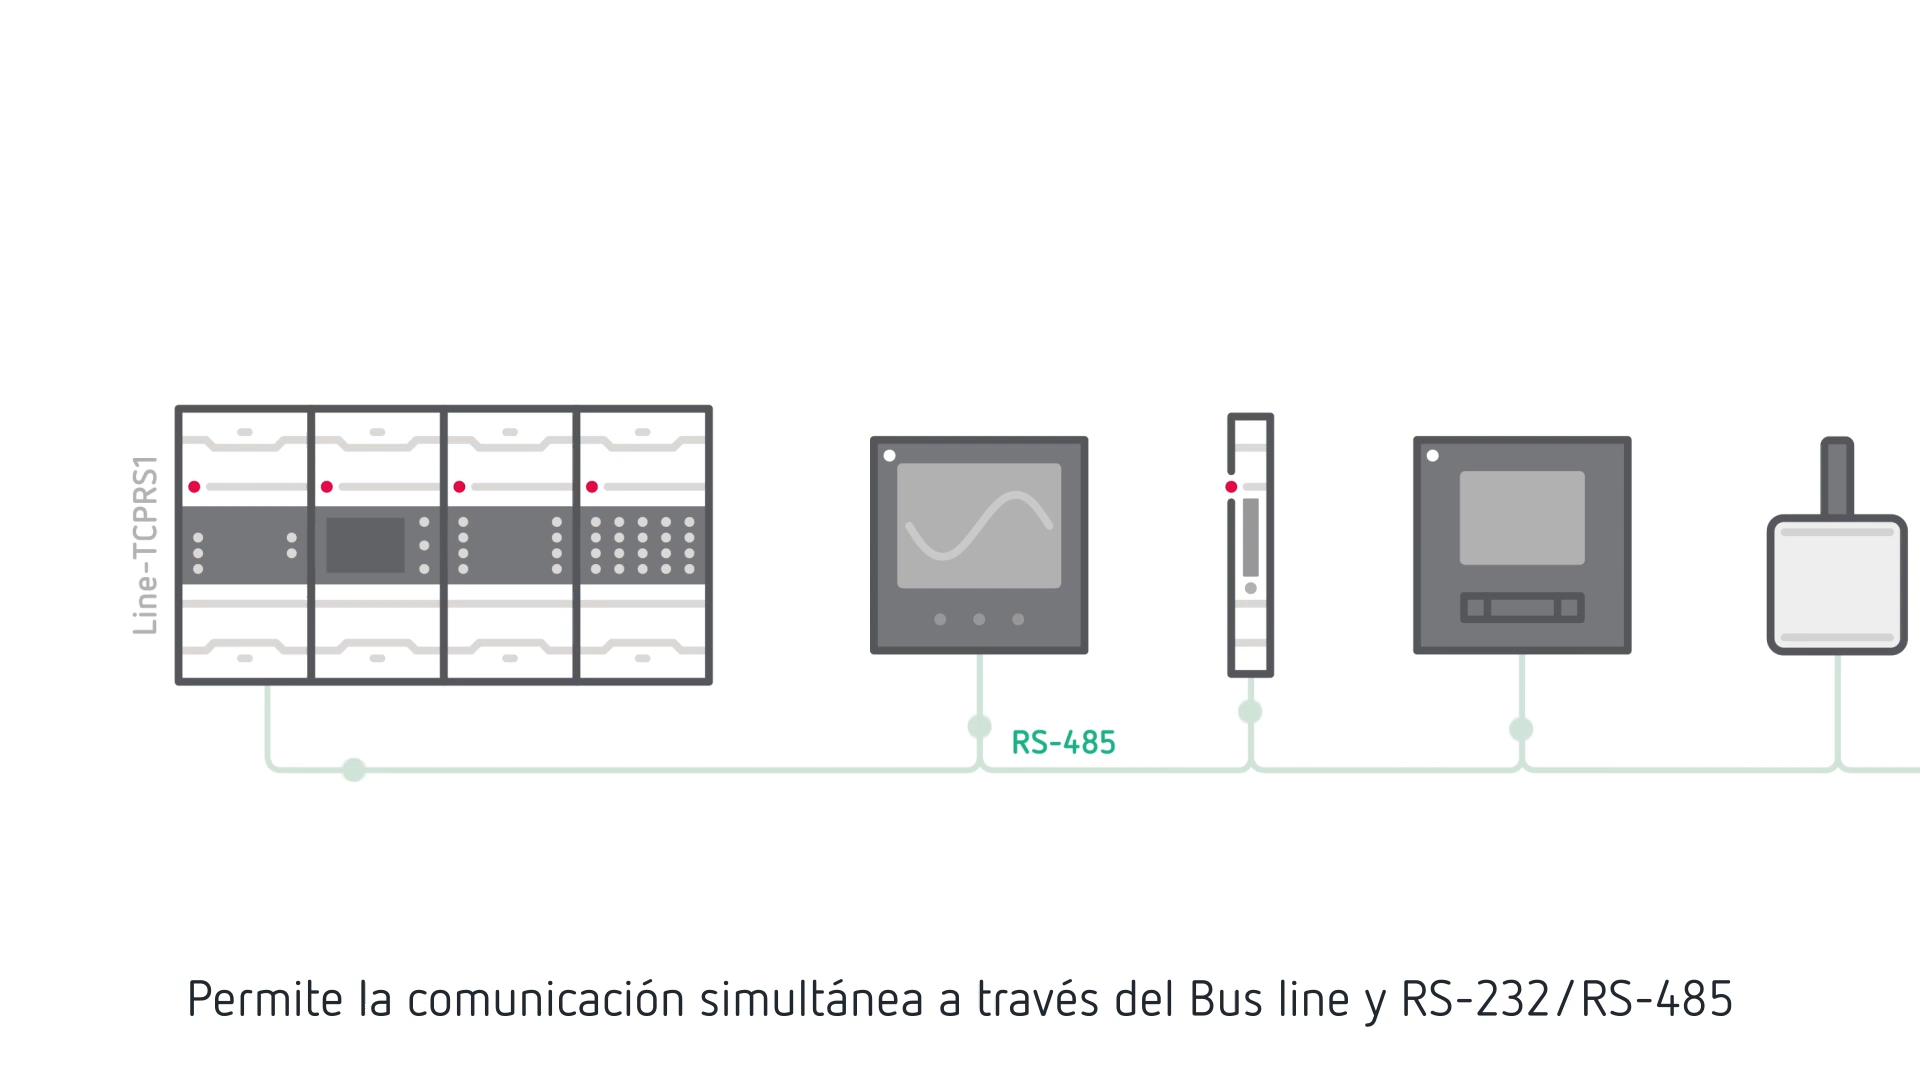 Line-TCPRS1
RS-485
Permite la comunicación simultánea a través del Bus line y RS-232/RS-485